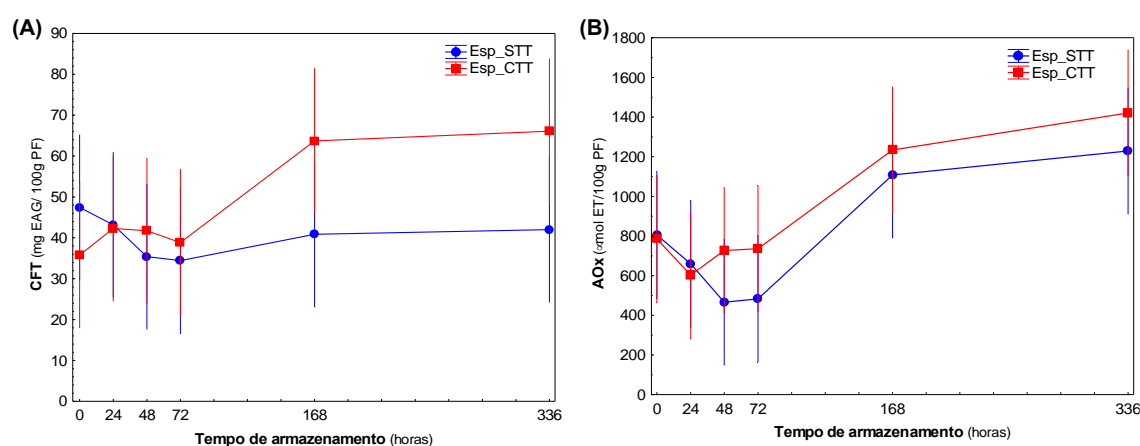 (A)
90
80
70
60
50
40
30
20
10
0
CFT (mg EAG/ 100g PF)
Esp_STT
Esp_CTT
0 24 48 72 168 336
Tempo de armazenamento (horas)
(B)
1800
1600
1400
1200
1000
800
600
400
200
0
AOx (∝mol ET/100g PF)
Esp_STT
Esp_CTT
0 24 48 72 168 336
Tempo de armazenamento (horas)